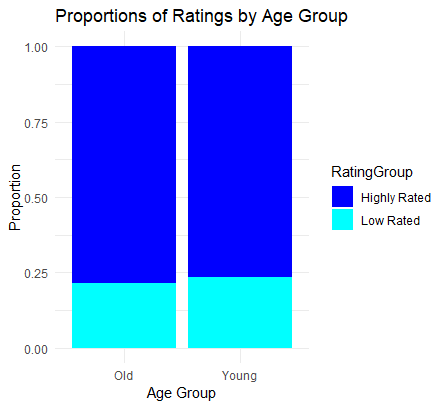 Proportions of Ratings by Age Group
1.00
0.75
0.50
0.25
0.00
Proportion
Old
Young
Age Group
RatingGroup
Highly Rated
Low Rated